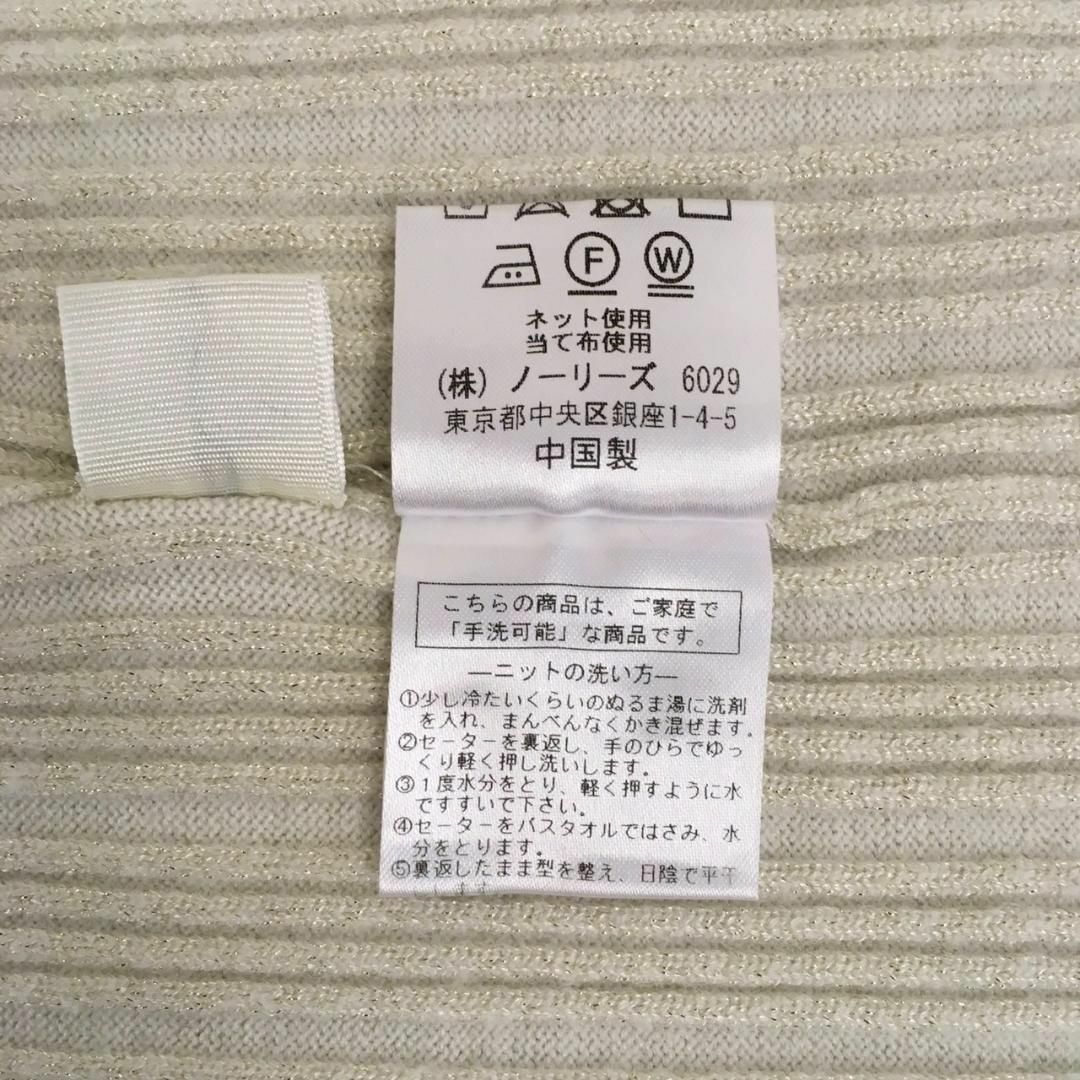 F W
ネット使用
当て布使用
(株) ノーリーズ 6029
東京都中央区銀座1-4-5
中国製
こちらの商品は、ご家庭で
「手洗可能」な商品です。
―ニットの洗い方―
①少し冷たいくらいのぬるま湯に洗剤
を入れ、まんべんなくかき混ぜます。
②セーターを裏返し、手のひらでゆっ
くり軽く押し洗いします。
③1度水分をとり、軽く押すように水
ですすいで下さい。
④セーターをバスタオルではさみ、水
分をとります。
⑤裏返したまま型を整え、日陰で平干
します